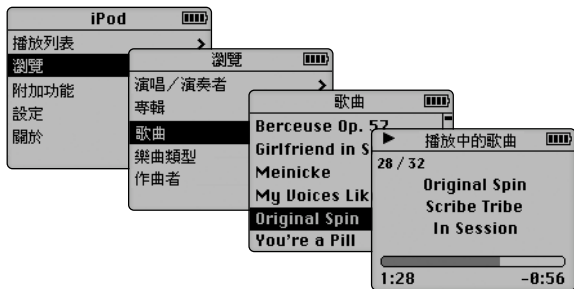 iPod
播放列表
瀏覽
附加功能
設定
關於
瀏覽
演唱／演奏者
專輯
歌曲
樂曲類型
作曲者
歌曲
Berceuse Op. 57
Girlfriend in S
Meinicke
My Voices Lik
Original Spin
You're a Pill
播放中的歌曲
28 / 32
Original Spin
Scribe Tribe
In Session
1:28
-0:56